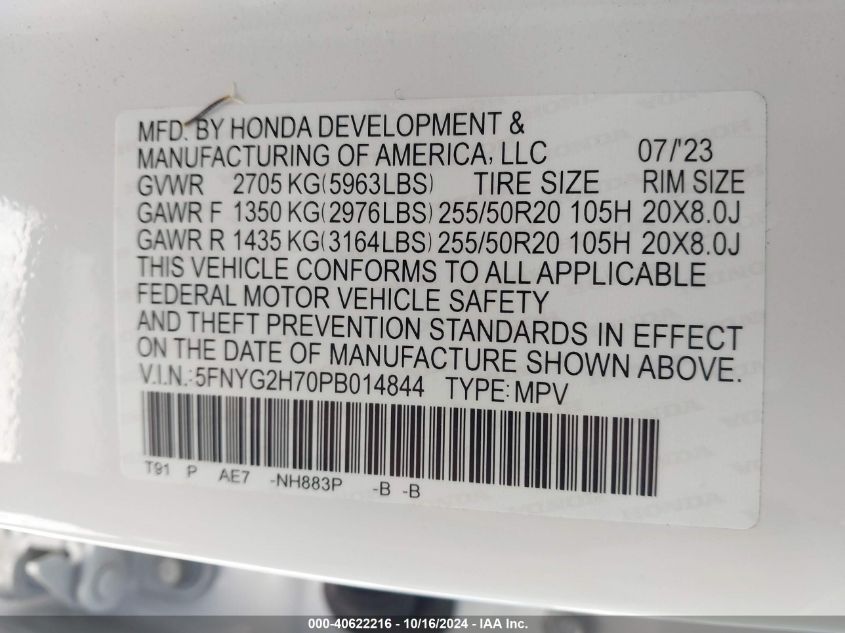 MFD. BY HONDA DEVELOPMENT &
MANUFACTURING OF AMERICA, LLC 07/'23
GVWR 2705 KG(5963LBS) TIRE SIZE RIM SIZE
GAWR F 1350 KG(2976LBS) 255/50R20 105H 20X8.0J
GAWR R 1435 KG(3164LBS) 255/50R20 105H 20X8.0J
THIS VEHICLE CONFORMS TO ALL APPLICABLE
FEDERAL MOTOR VEHICLE SAFETY
AND THEFT PREVENTION STANDARDS IN EFFECT
ON THE DATE OF MANUFACTURE SHOWN ABOVE.
V.I.N.:5FNYG2H70PB014844 TYPE:MPV
T91 P AE7 -NH883P -B -B
000-40622216 - 10/16/2024 - IAA Inc.